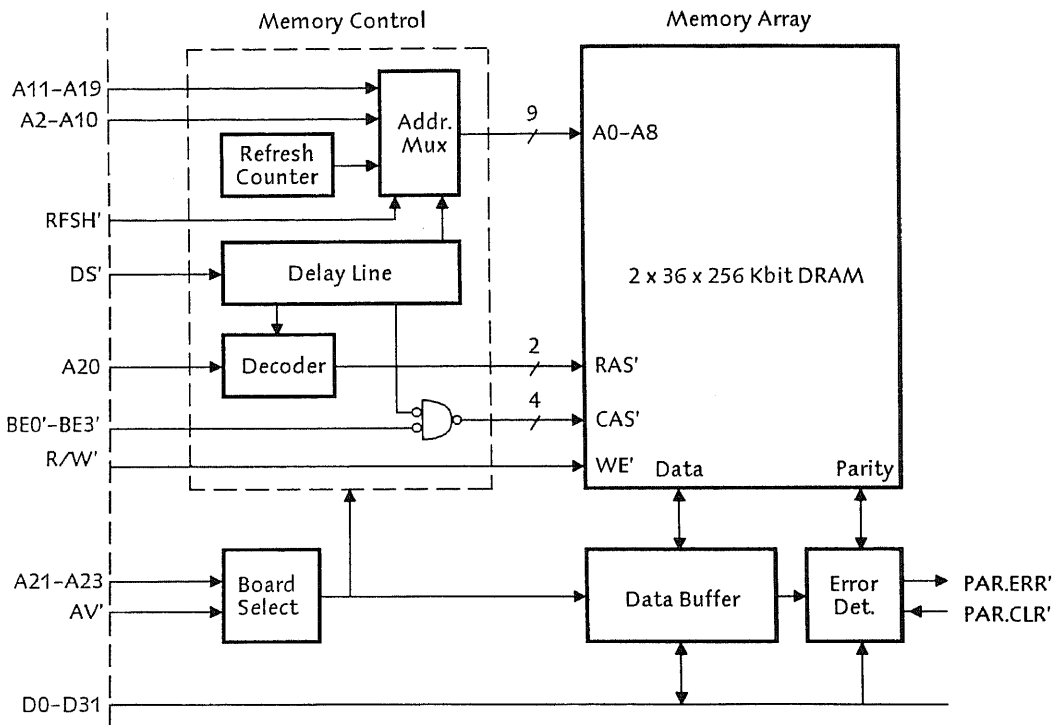 Memory Control
Memory Array
A11-A19
A2-A10
Addr.
Mux
9
A0-A8
Refresh
Counter
RFSH'
DS'
Delay Line
2 x 36 x 256 Kbit DRAM
A20
Decoder
2
RAS'
BE0'-BE3'
4
CAS'
R/W'
WE'
Data
Parity
A21-A23
AV'
Board
Select
Data Buffer
Error
Det.
PAR.ERR'
PAR.CLR'
D0-D31